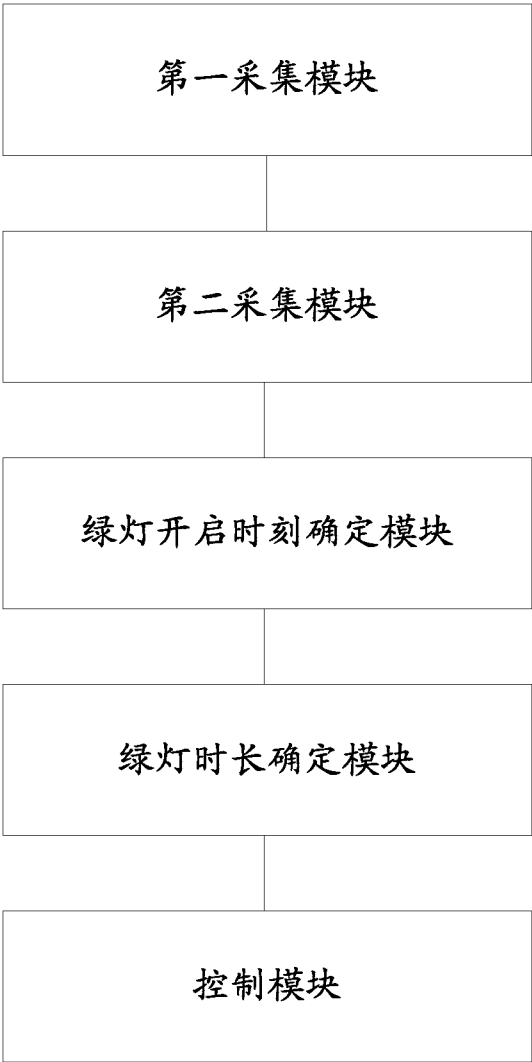 第一采集模块
第二采集模块
绿灯开启时刻确定模块
绿灯时长确定模块
控制模块